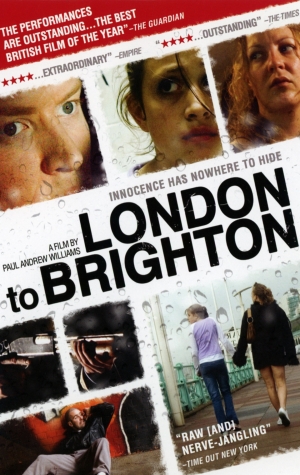 THE PERFORMANCES
ARE OUTSTANDING...THE BEST
BRITISH FILM OF THE YEAR"–THE GUARDIAN
★★★★...EXTRAORDINARY" –EMPIRE
★★★★...OUTSTANDING" –THE-TIMES
INNOCENCE HAS NOWHERE TO HIDE
A FILM BY
PAUL ANDREW WILLIAMS
LONDON
to BRIGHTON
"RAW [AND]
NERVE-JANGLING"
–TIME OUT NEW YORK